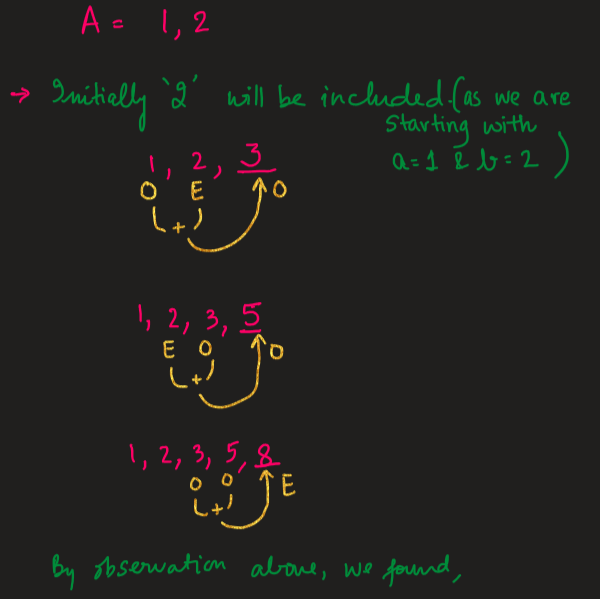 A = 1, 2
→ Initially '2' will be included. (as we are
starting with
a=1 & b=2)
1, 2, 3
O E O
+
1, 2, 3, 5
E O O
+
1, 2, 3, 5, 8
O O E
+
By observation above, we found,